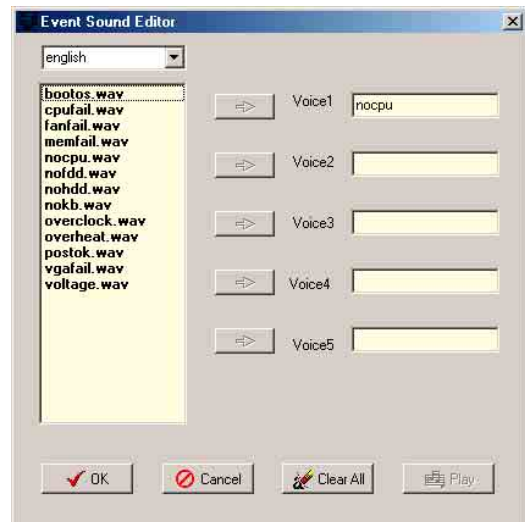 Event Sound Editor
english
bootos.wav
cpufail.wav
fanfail.wav
memfail.wav
nocpu.wav
nofdd.wav
nohdd.wav
nokb.wav
overclock.wav
overheat.wav
postok.wav
vgafail.wav
voltage.wav
Voice1 nocpu
Voice2
Voice3
Voice4
Voice5
OK Cancel Clear All Play